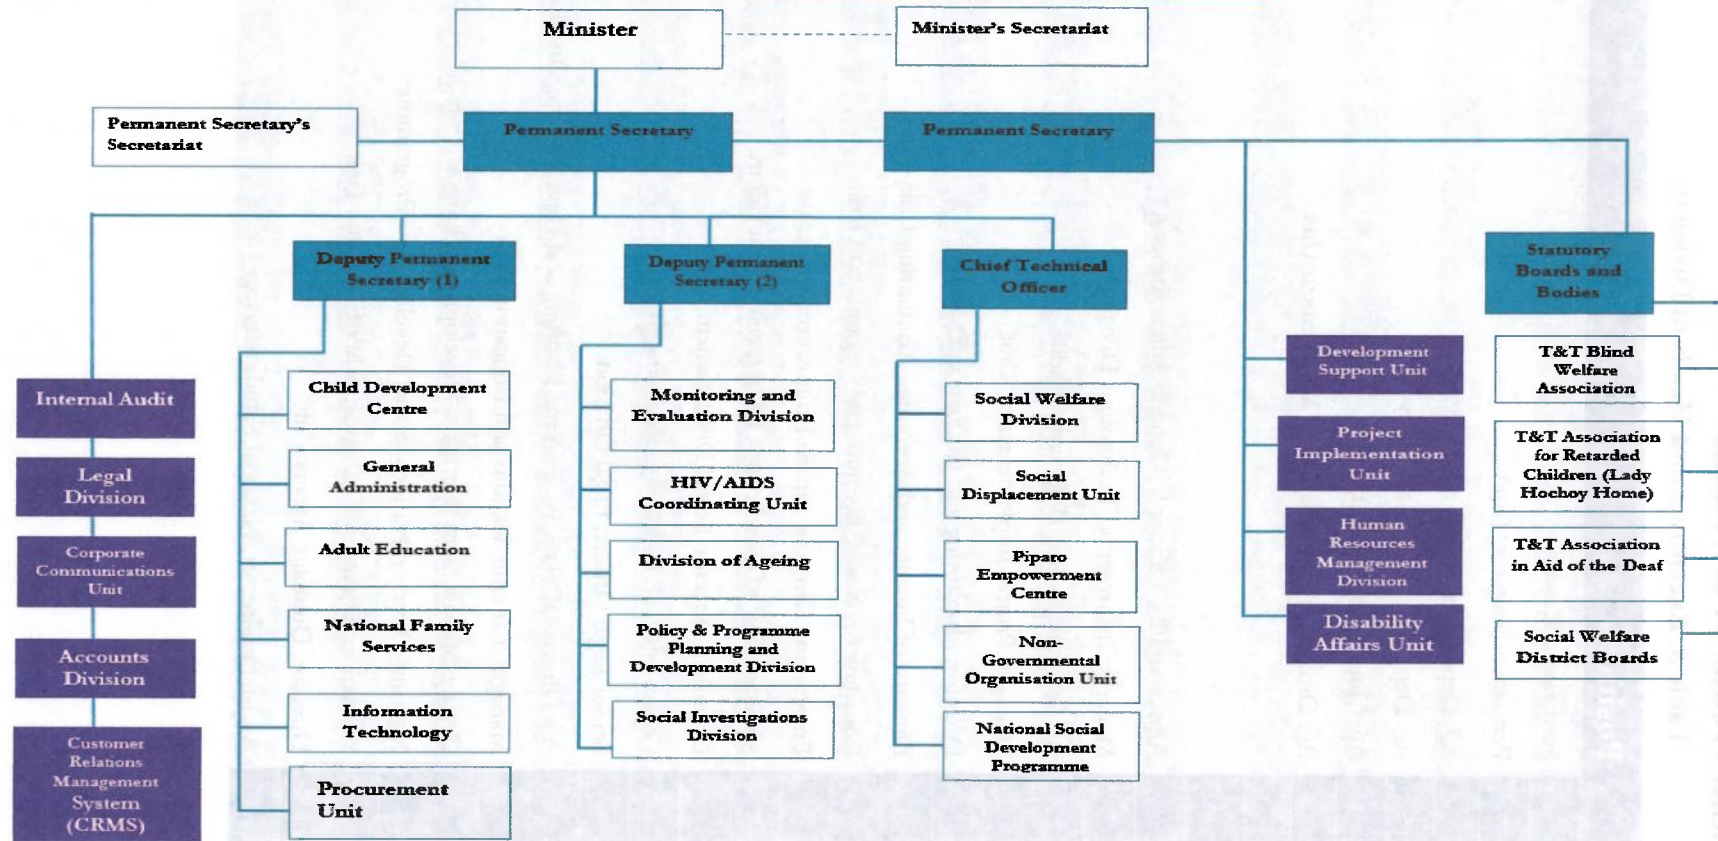 Minister
Minister's Secretariat
Permanent Secretary's
Secretariat
Permanent Secretary
Permanent Secretary
Deputy Permanent
Secretary (1)
Deputy Permanent
Secretary (2)
Chief Technical
Officer
Statutory
Boards and
Bodies
Internal Audit
Legal
Division
Corporate
Communications
Unit
Accounts
Division
Customer
Relations
Management
System
(CRMS)
Child Development
Centre
General
Administration
Adult Education
National Family
Services
Information
Technology
Procurement
Unit
Monitoring and
Evaluation Division
HIV/AIDS
Coordinating Unit
Division of Ageing
Policy & Programme
Planning and
Development Division
Social Investigations
Division
Social Welfare
Division
Social
Displacement Unit
Piparo
Empowerment
Centre
Non-
Governmental
Organisation Unit
National Social
Development
Programme
Development
Support Unit
Project
Implementation
Unit
Human
Resources
Management
Division
Disability
Affairs Unit
T&T Blind
Welfare
Association
T&T Association
for Retarded
Children (Lady
Hochoy Home)
T&T Association
in Aid of the Deaf
Social Welfare
District Boards